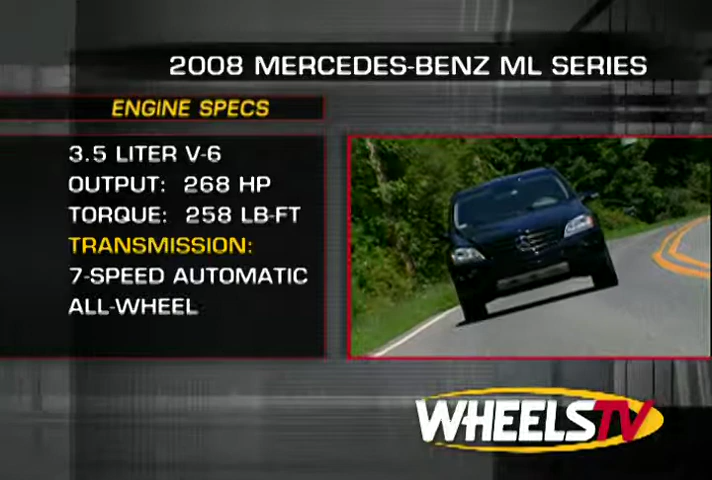 2008 MERCEDES-BENZ ML SERIES
ENGINE SPECS
3.5 LITER V-6
OUTPUT: 268 HP
TORQUE: 258 LB-FT
TRANSMISSION:
7-SPEED AUTOMATIC
ALL-WHEEL
WHEELSTV